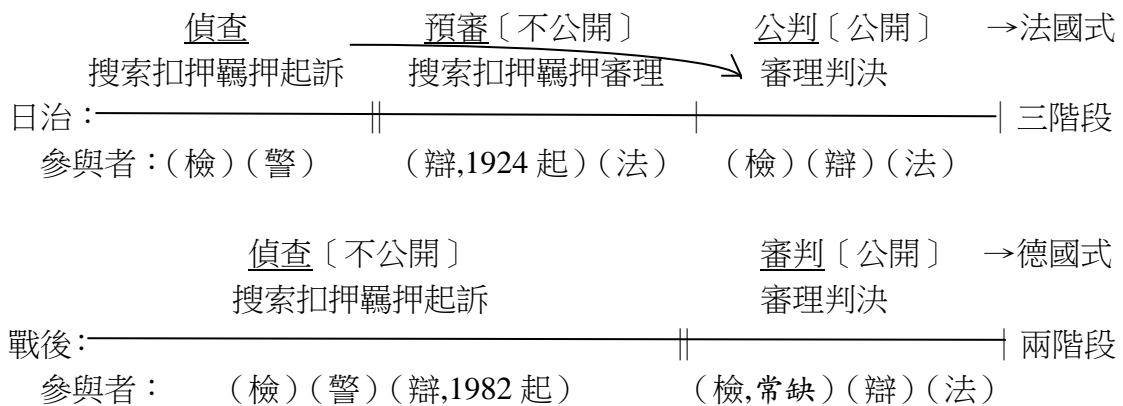 偵查 預審〔不公開〕 公判〔公開〕 →法國式
搜索扣押羈押起訴 搜索扣押羈押審理 審理判決
日治： 三階段
參與者：（檢）（警） （辯,1924 起）（法） （檢）（辯）（法）
偵查〔不公開〕 審判〔公開〕 →德國式
搜索扣押羈押起訴 審理判決
戰後： 兩階段
參與者： （檢）（警）（辯,1982 起） （檢,常缺）（辯）（法）